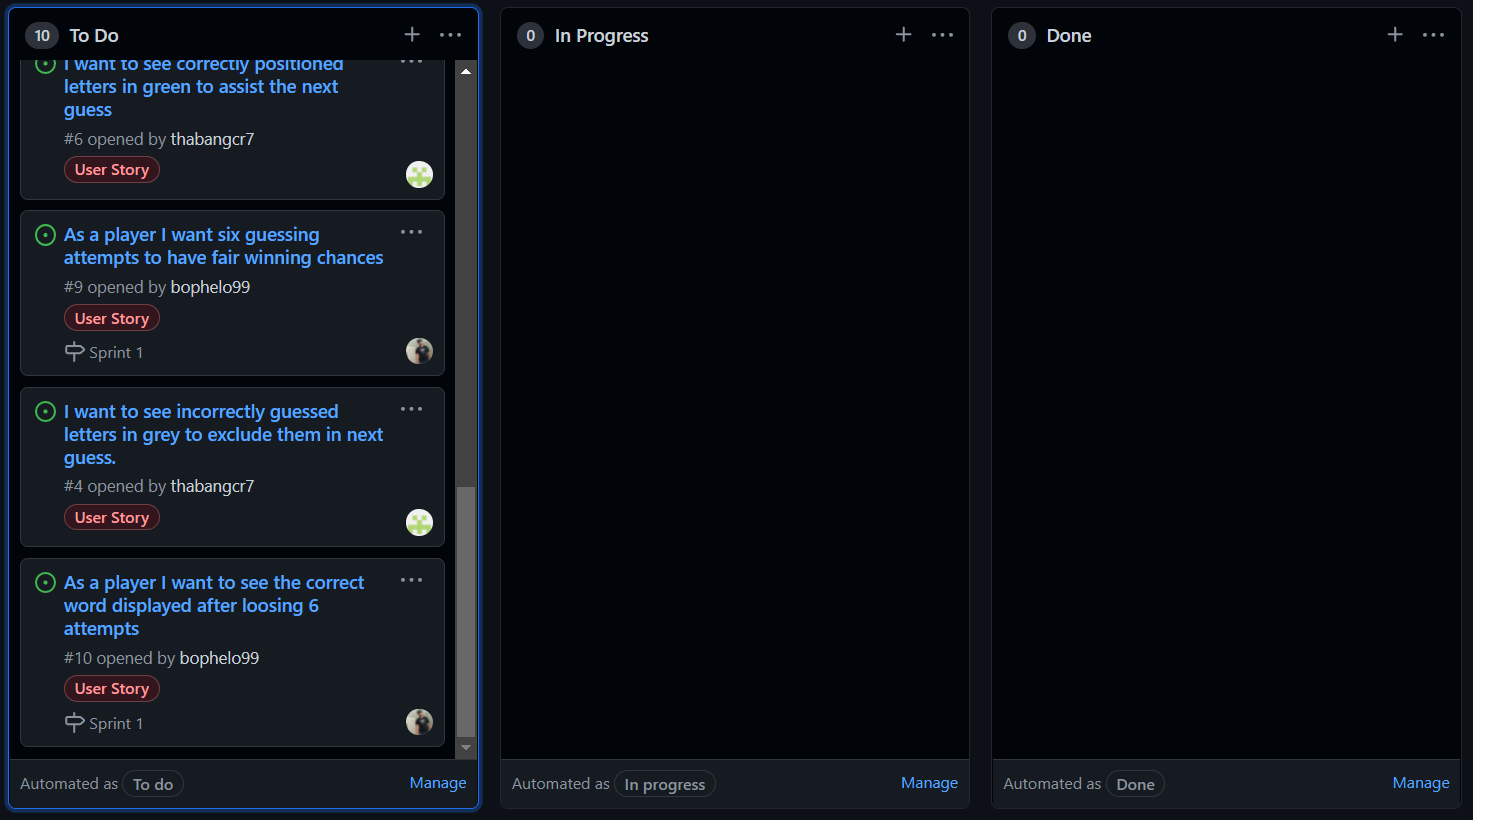 10 To Do
I want to see correctly positioned
letters in green to assist the next
guess
#6 opened by thabangcr7
User Story
As a player I want six guessing
attempts to have fair winning chances
#9 opened by bophelo99
User Story
Sprint 1
I want to see incorrectly guessed
letters in grey to exclude them in next
guess.
#4 opened by thabangcr7
User Story
As a player I want to see the correct
word displayed after loosing 6
attempts
#10 opened by bophelo99
User Story
Sprint 1
Automated as To do Manage
0 In Progress
Automated as In progress Manage
0 Done
Automated as Done Manage